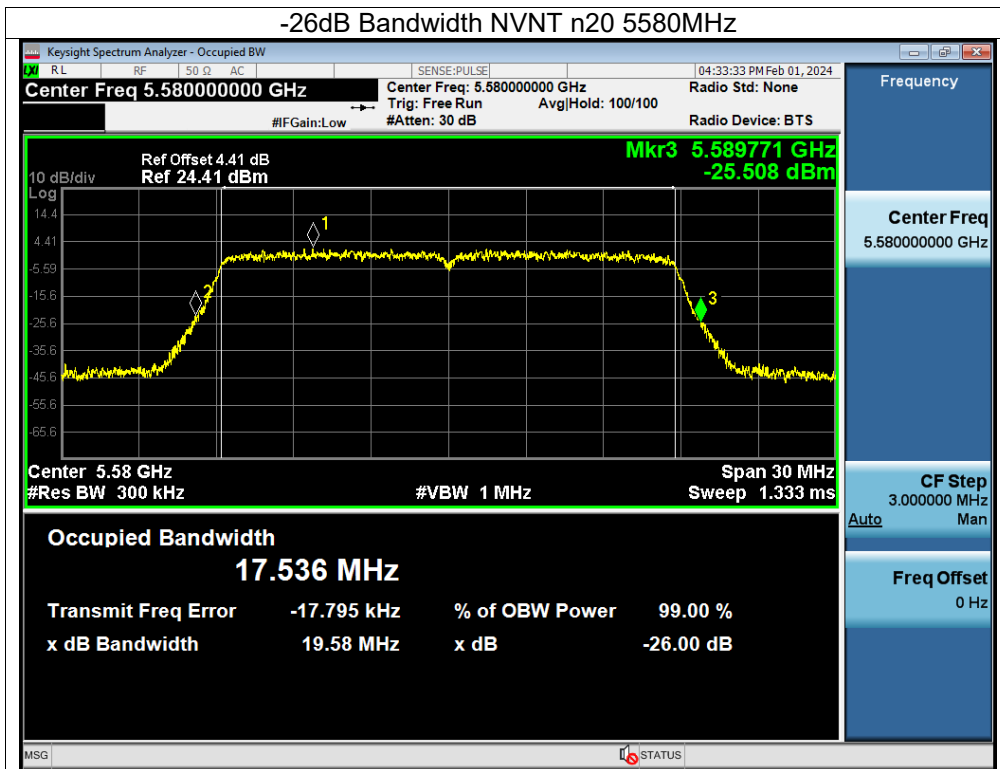 -26dB Bandwidth NVNT n20 5580MHz
Keysight Spectrum Analyzer - Occupied BW
LXI RL RF 50 Ω AC SENSE:PULSE 04:33:33 PM Feb 01, 2024
Center Freq 5.580000000 GHz
Center Freq: 5.580000000 GHz
Radio Std: None
Trig: Free Run
Avg|Hold: 100/100
#IFGain:Low
#Atten: 30 dB
Radio Device: BTS
Mkr3 5.589771 GHz
-25.508 dBm
Ref Offset 4.41 dB
10 dB/div
Ref 24.41 dBm
Log
14.4
4.41
-5.59
-15.6
-25.6
-35.6
-45.6
-55.6
-65.6
1
2
3
Center 5.58 GHz
Span 30 MHz
#Res BW 300 kHz
#VBW 1 MHz
Sweep 1.333 ms
Occupied Bandwidth
17.536 MHz
Transmit Freq Error -17.795 kHz % of OBW Power 99.00 %
x dB Bandwidth 19.58 MHz x dB -26.00 dB
Frequency
Center Freq
5.580000000 GHz
CF Step
3.000000 MHz
Auto Man
Freq Offset
0 Hz
MSG STATUS